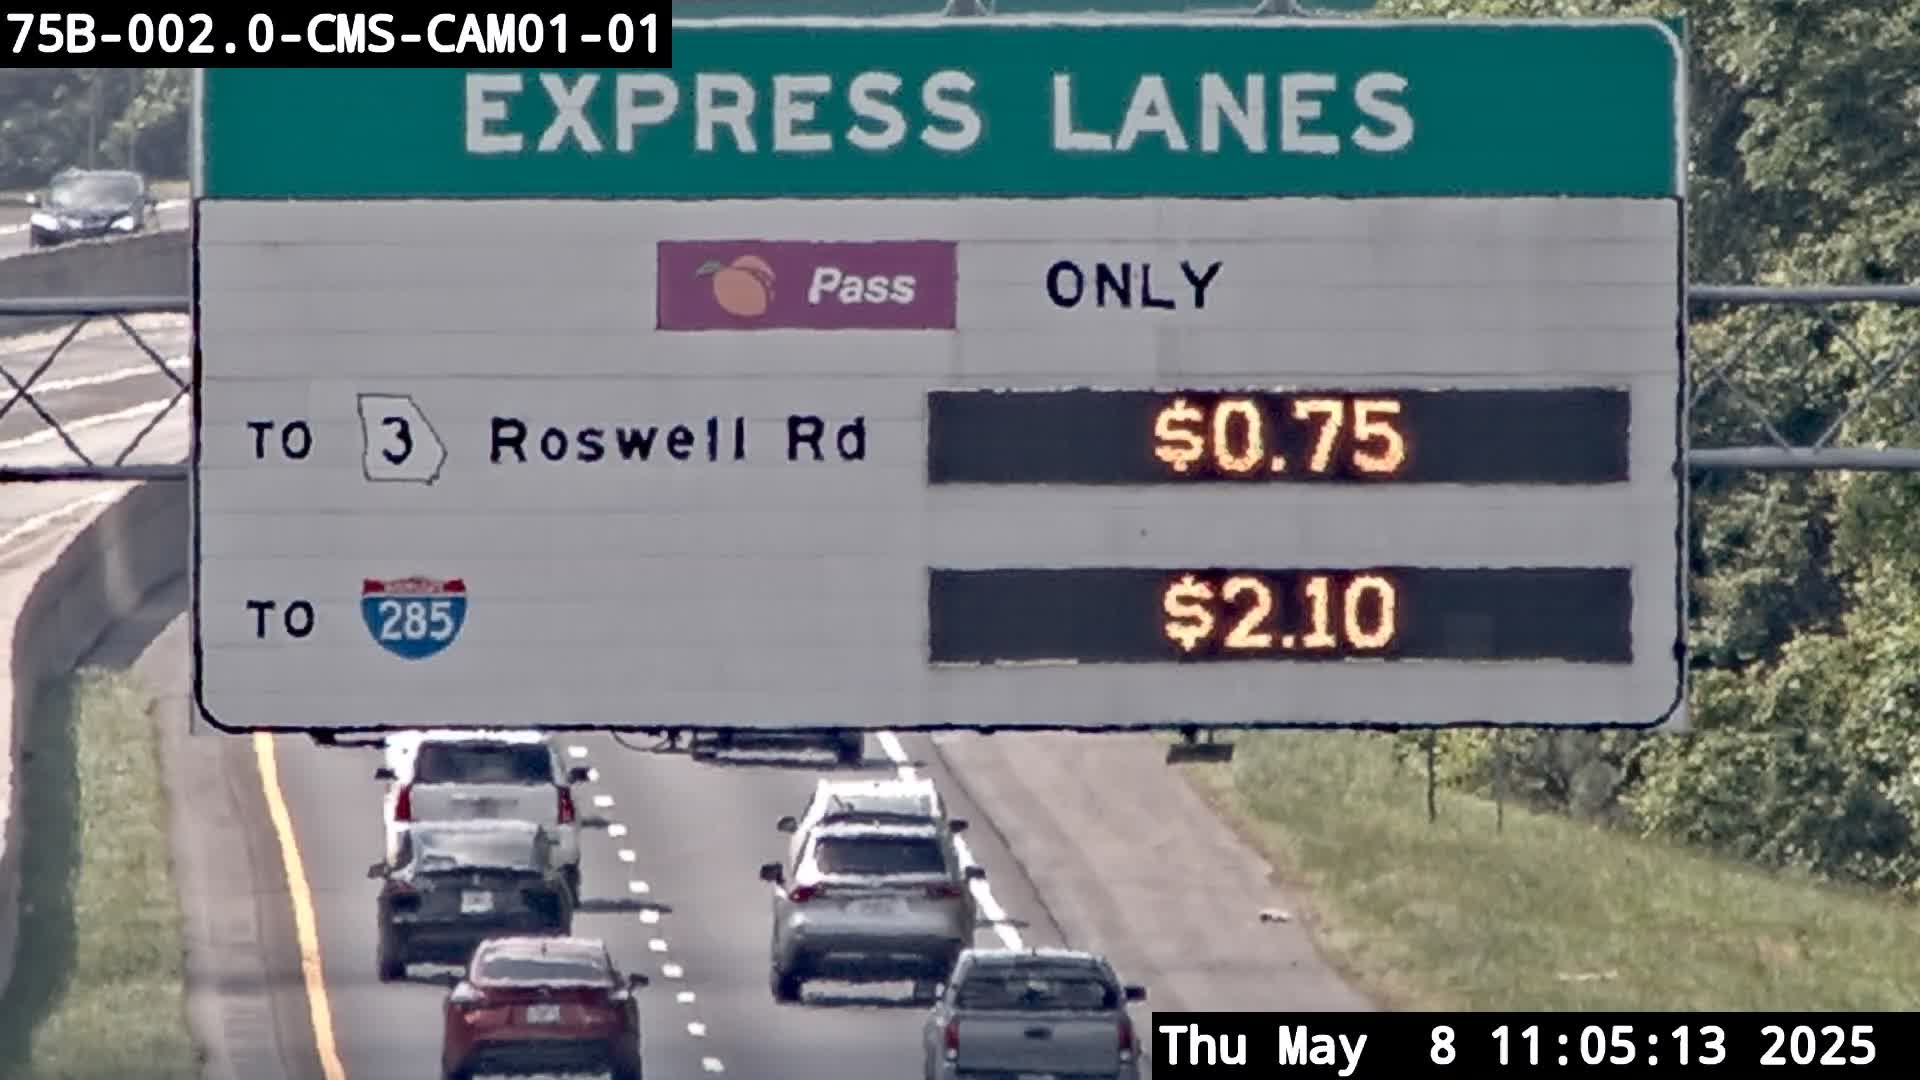 75B-002.0-CMS-CAM01-01
EXPRESS LANES
Pass ONLY
TO 3 Roswell Rd $0.75
TO 285 $2.10
Thu May 8 11:05:13 2025